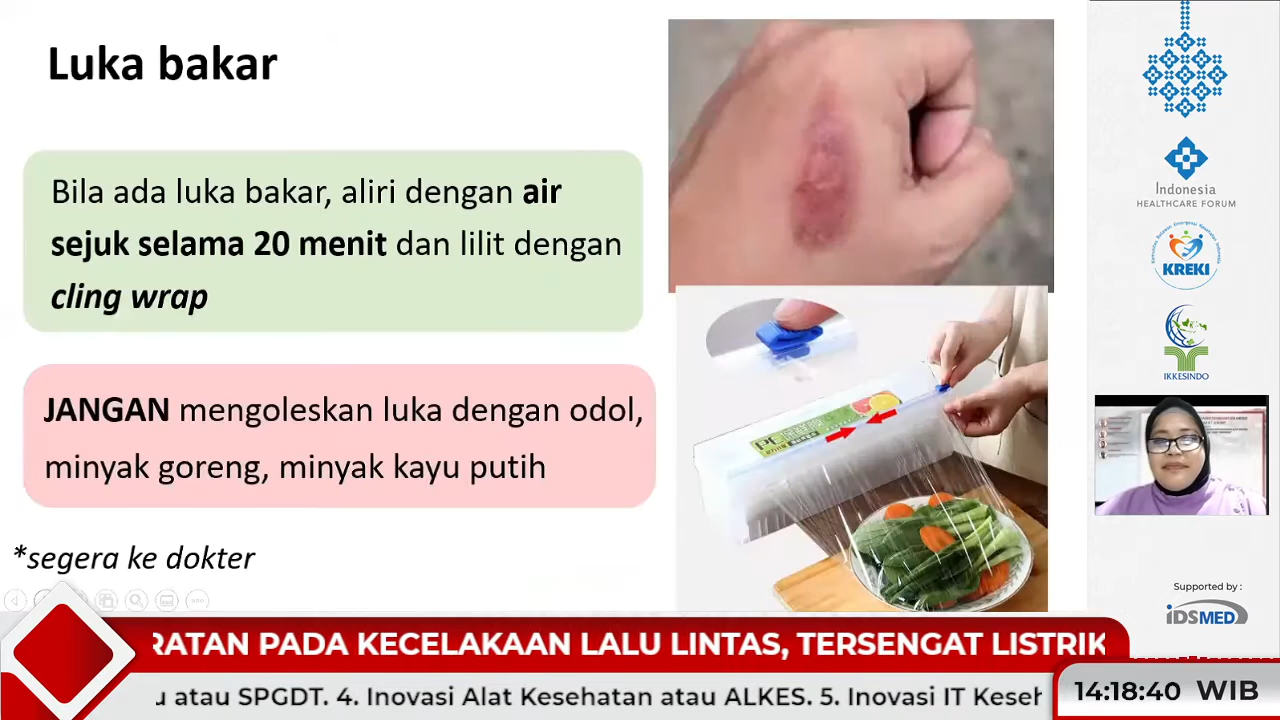 Luka bakar
Bila ada luka bakar, aliri dengan air
sejuk selama 20 menit dan lilit dengan
cling wrap
JANGAN mengoleskan luka dengan odol,
minyak goreng, minyak kayu putih
*segera ke dokter
Indonesia
HEALTHCARE FORUM
KREKI
IKKESINDO
Supported by :
iDSMED
RATAN PADA KECELAKAAN LALU LINTAS, TERSENGAT LISTRIK
u atau SPGDT. 4. Inovasi Alat Kesehatan atau ALKES. 5. Inovasi IT Keseh
14:18:40 WIB